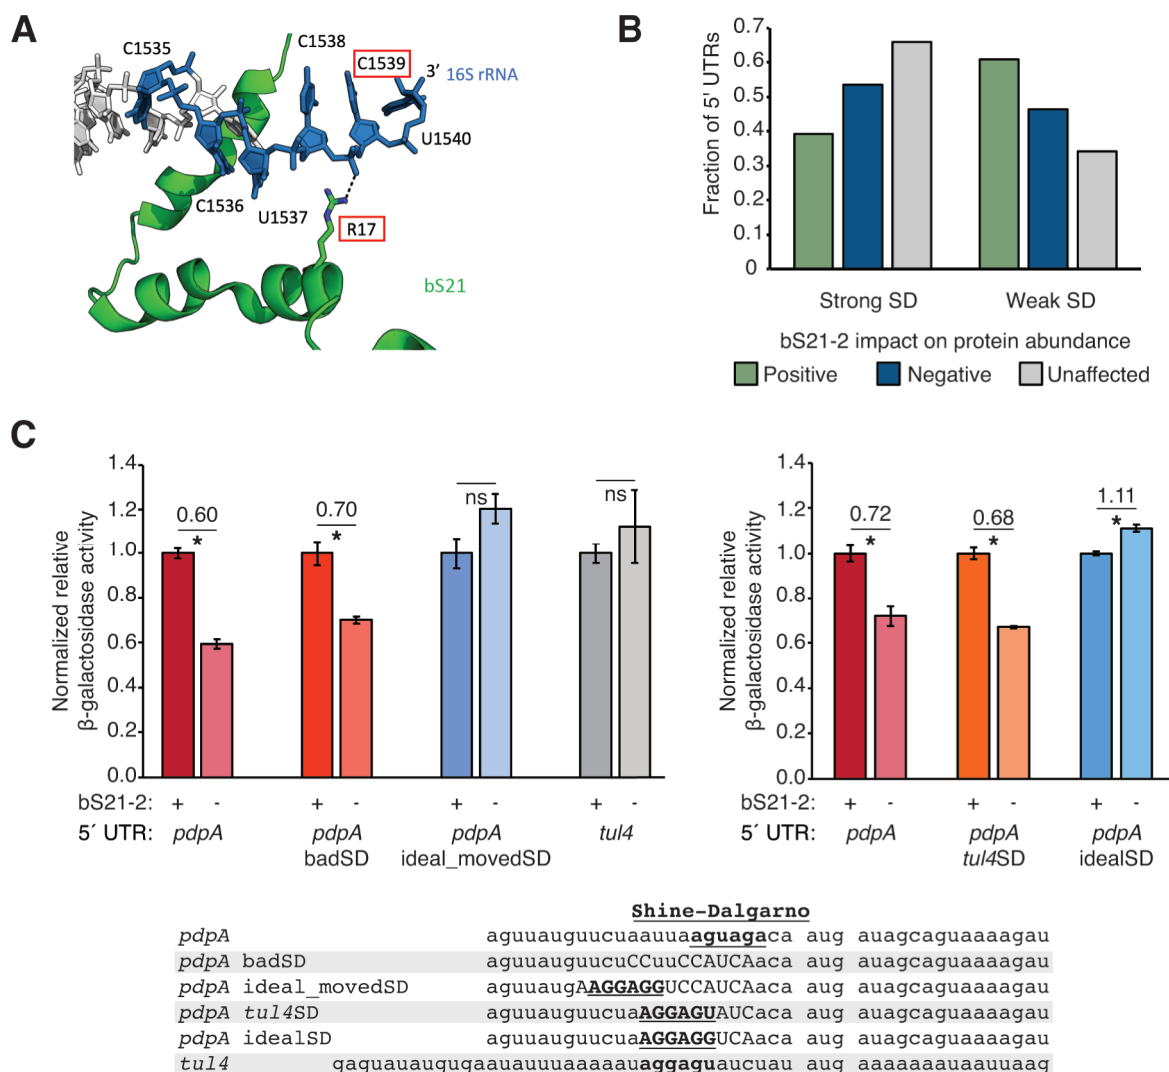 A
C1535
C1538
C1539
3′ 16S rRNA
U1540
C1536
U1537
R17
bS21
B
Fraction of 5′ UTRs
0.7
0.6
0.5
0.4
0.3
0.2
0.1
0
Strong SD Weak SD
bS21-2 impact on protein abundance
Positive Negative Unaffected
C
Normalized relative
β-galactosidase activity
1.4
1.2
1.0
0.8
0.6
0.4
0.2
0.0
0.60
*
0.70
*
ns
ns
bS21-2: + - + - + - + -
5′ UTR: pdpA pdpA pdpA tul4
badSD ideal_movedSD
Normalized relative
β-galactosidase activity
1.4
1.2
1.0
0.8
0.6
0.4
0.2
0.0
0.72
*
0.68
*
1.11
*
bS21-2: + - + - + -
5′ UTR: pdpA pdpA pdpA
tul4SD idealSD
Shine-Dalgarno
pdpA aguuauguucuaauuaaguagaca aug auagcaguaaaagau
pdpA badSD aguuauguucuCCuuCCAUCAaca aug auagcaguaaaagau
pdpA ideal_movedSD aguuaugAAGGAGGUCCAUCAaca aug auagcaguaaaagau
pdpA tul4SD aguuauguucuaAGGAGUAUCaca aug auagcaguaaaagau
pdpA idealSD aguuauguucuaAGGAGGUCAaca aug auagcaguaaaagau
tul4 gaguauaugugaauauuuaaaaauaggaguaucuau aug aaaaaauuauuaaag